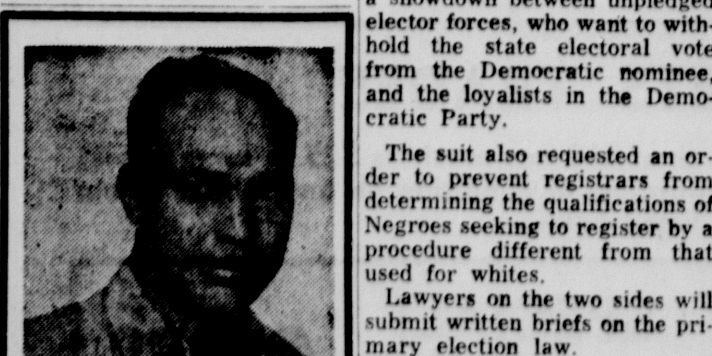 a showdown between unpledged
elector forces, who want to with-
hold the state electoral vote
from the Democratic nominee,
and the loyalists in the Demo-
cratic Party.
The suit also requested an or-
der to prevent registrars from
determining the qualifications of
Negroes seeking to register by a
procedure different from that
used for whites.
Lawyers on the two sides will
submit written briefs on the pri-
mary election law.